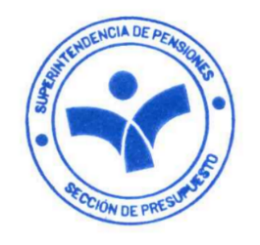 SUPERINTENDENCIA DE PENSIONES
SECCIÓN DE PRESUPUESTO